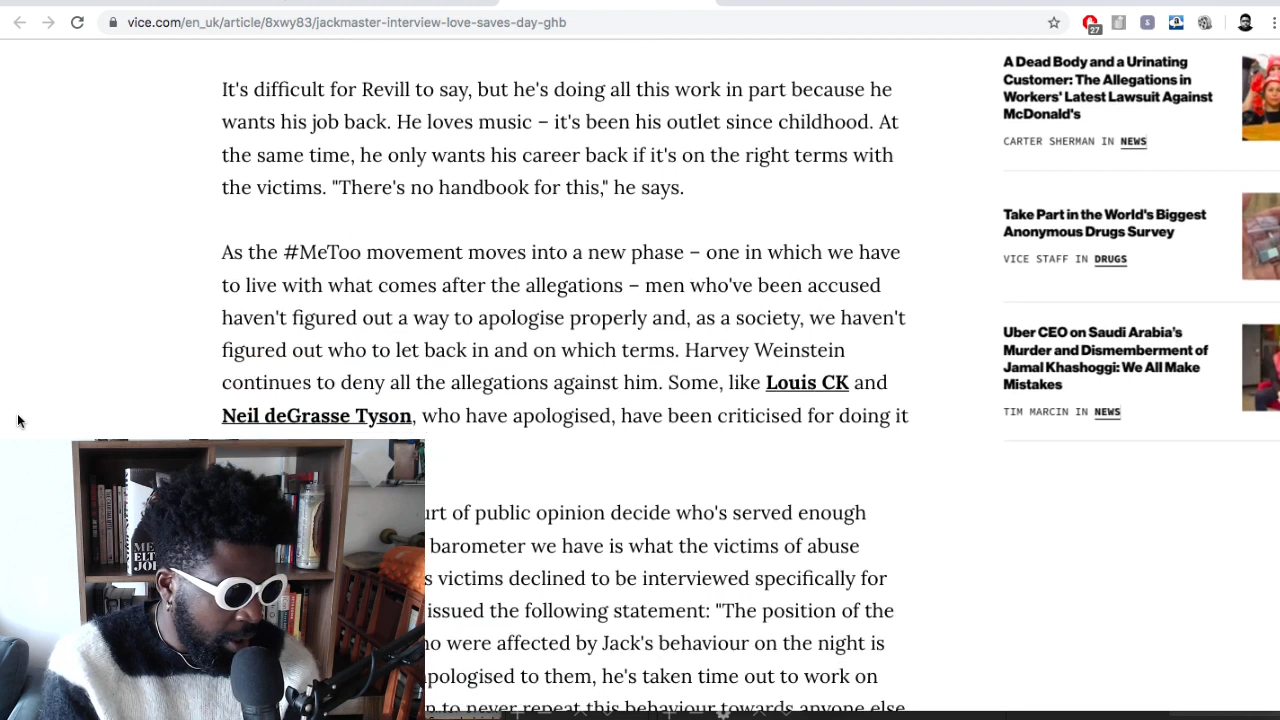 vice.com/en_uk/article/8xwy83/jackmaster-interview-love-saves-day-ghb
27
It's difficult for Revill to say, but he's doing all this work in part because he
wants his job back. He loves music – it's been his outlet since childhood. At
the same time, he only wants his career back if it's on the right terms with
the victims. "There's no handbook for this," he says.
As the #MeToo movement moves into a new phase – one in which we have
to live with what comes after the allegations – men who've been accused
haven't figured out a way to apologise properly and, as a society, we haven't
figured out who to let back in and on which terms. Harvey Weinstein
continues to deny all the allegations against him. Some, like Louis CK and
Neil deGrasse Tyson, who have apologised, have been criticised for doing it
urt of public opinion decide who's served enough
barometer we have is what the victims of abuse
s victims declined to be interviewed specifically for
issued the following statement: "The position of the
ho were affected by Jack's behaviour on the night is
pologised to them, he's taken time out to work on
n to never repeat this behaviour towards anyone else
A Dead Body and a Urinating
Customer: The Allegations in
Workers' Latest Lawsuit Against
McDonald's
CARTER SHERMAN IN NEWS
Take Part in the World's Biggest
Anonymous Drugs Survey
VICE STAFF IN DRUGS
Uber CEO on Saudi Arabia's
Murder and Dismemberment of
Jamal Khashoggi: We All Make
Mistakes
TIM MARCIN IN NEWS
ME
ELT
JO